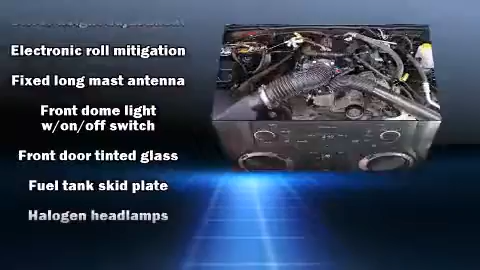 Electronic roll mitigation
Fixed long mast antenna
Front dome light
w/on/off switch
Front door tinted glass
Fuel tank skid plate
Halogen headlamps